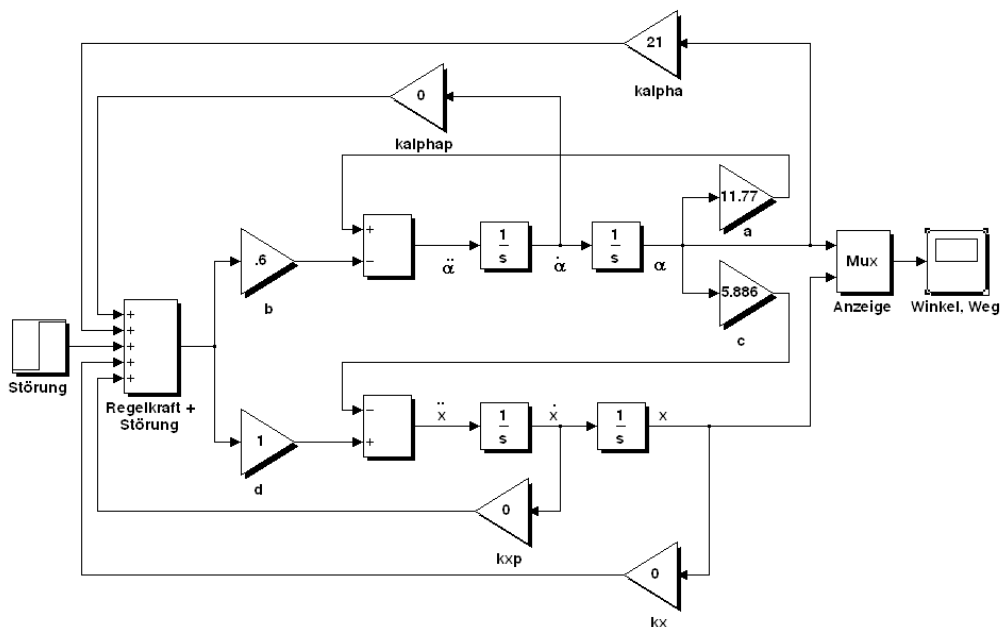 21
kalpha
0
kalphap
11.77
a
+
−
1
s
1
s
α̈
α̇
α
.6
b
Mux
Anzeige
Winkel, Weg
5.886
c
Störung
+
+
+
+
+
Regelkraft +
Störung
1
d
−
+
ẍ
1
s
ẋ
1
s
x
0
kxp
0
kx